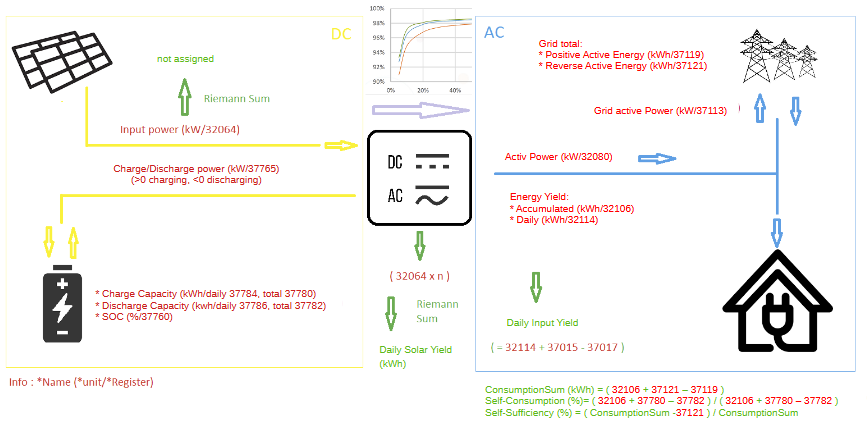 100%
98%
96%
94%
92%
90%
0%
20%
40%
DC
AC
not assigned
Riemann Sum
Input power (kW/32064)
Charge/Discharge power (kW/37765)
(>0 charging, <0 discharging)
* Charge Capacity (kWh/daily 37784, total 37780)
* Discharge Capacity (kwh/daily 37786, total 37782)
* SOC (%/37760)
DC
AC
( 32064 x n )
Riemann
Sum
Daily Solar Yield
(kWh)
Grid total:
* Positive Active Energy (kWh/37119)
* Reverse Active Energy (kWh/37121)
Grid active Power (kW/37113)
Activ Power (kW/32080)
Energy Yield:
* Accumulated (kWh/32106)
* Daily (kWh/32114)
Daily Input Yield
( = 32114 + 37015 - 37017 )
Info : *Name (*unit/*Register)
ConsumptionSum (kWh) = ( 32106 + 37121 – 37119 )
Self-Consumption (%)= ( 32106 + 37780 – 37782 ) / ( 32106 + 37780 – 37782 )
Self-Sufficiency (%) = ( ConsumptionSum -37121 ) / ConsumptionSum